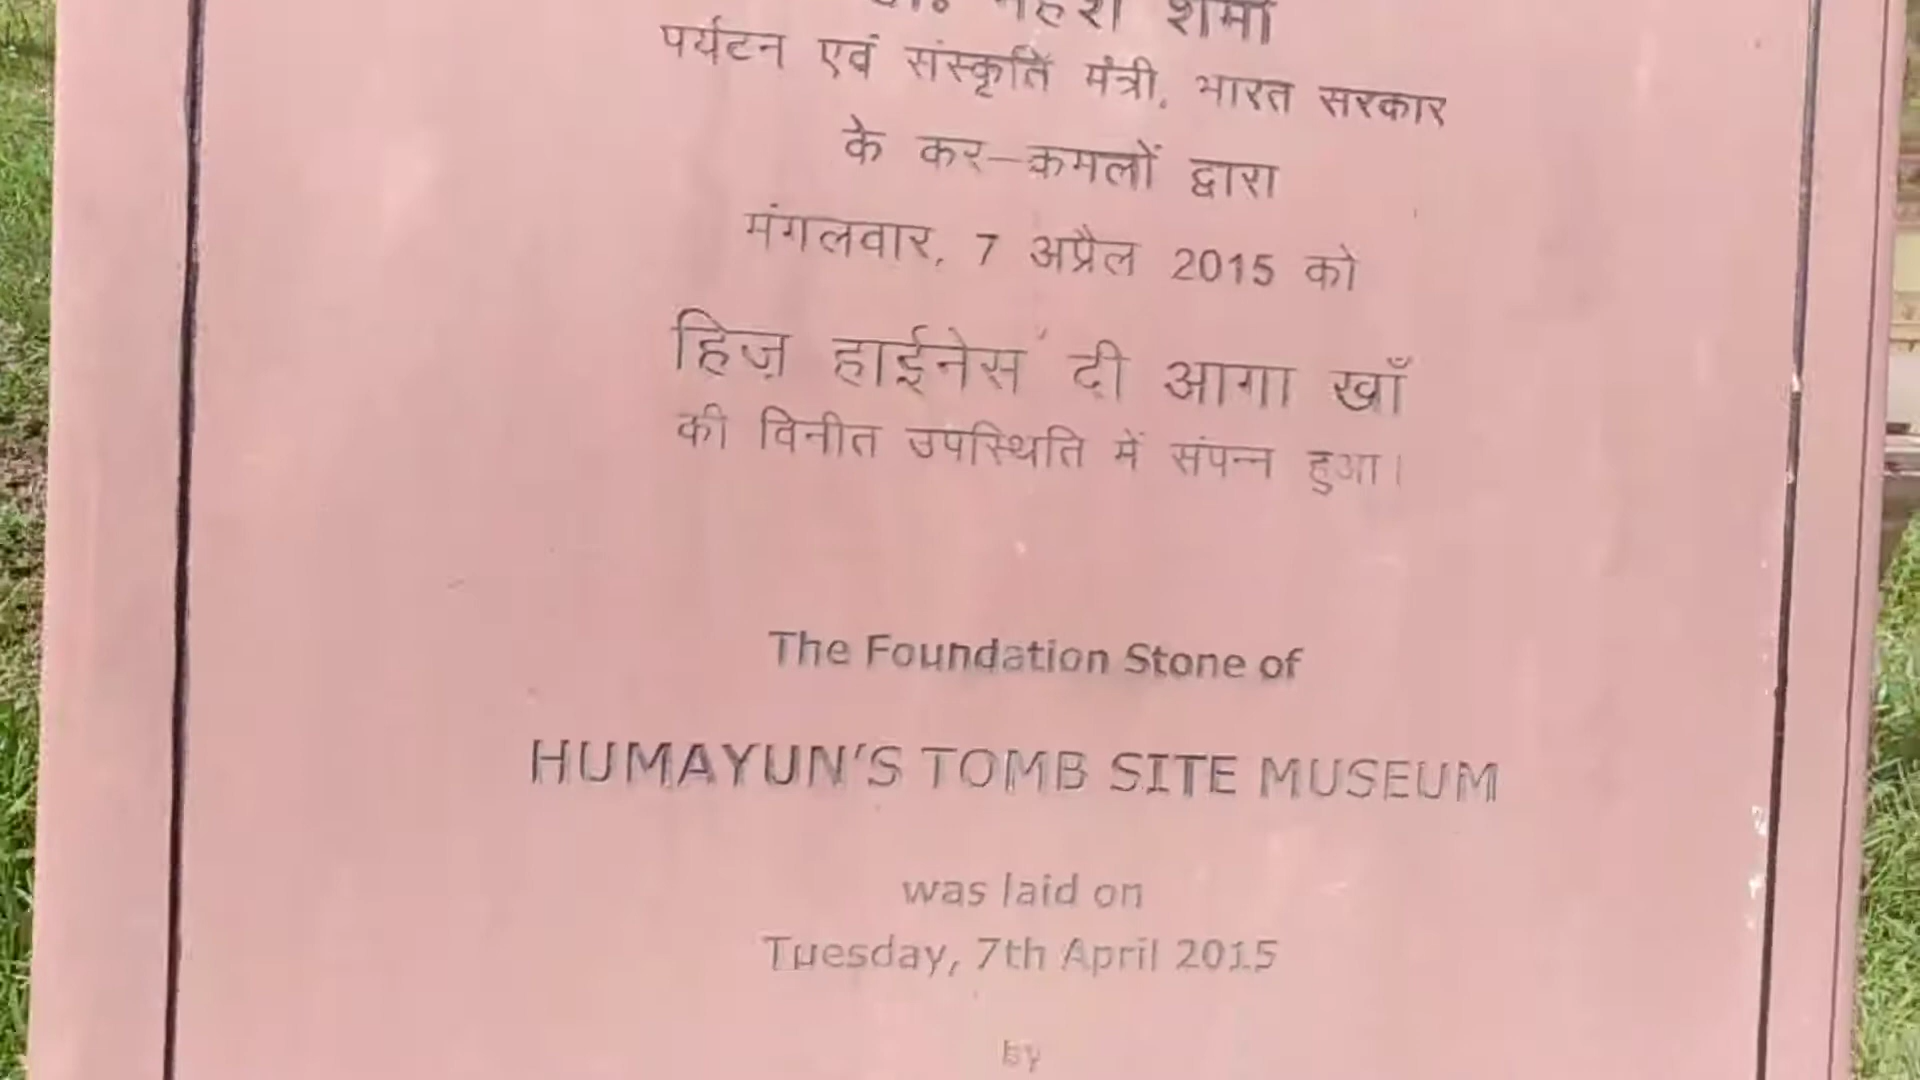 डॉ. महेश शर्मा
पर्यटन एवं संस्कृति मंत्री, भारत सरकार
के कर-कमलों द्वारा
मंगलवार, 7 अप्रैल 2015 को
हिज़ हाईनेस दी आगा खाँ
की विनीत उपस्थिति में संपन्न हुआ।
The Foundation Stone of
HUMAYUN'S TOMB SITE MUSEUM
was laid on
Tuesday, 7th April 2015
by